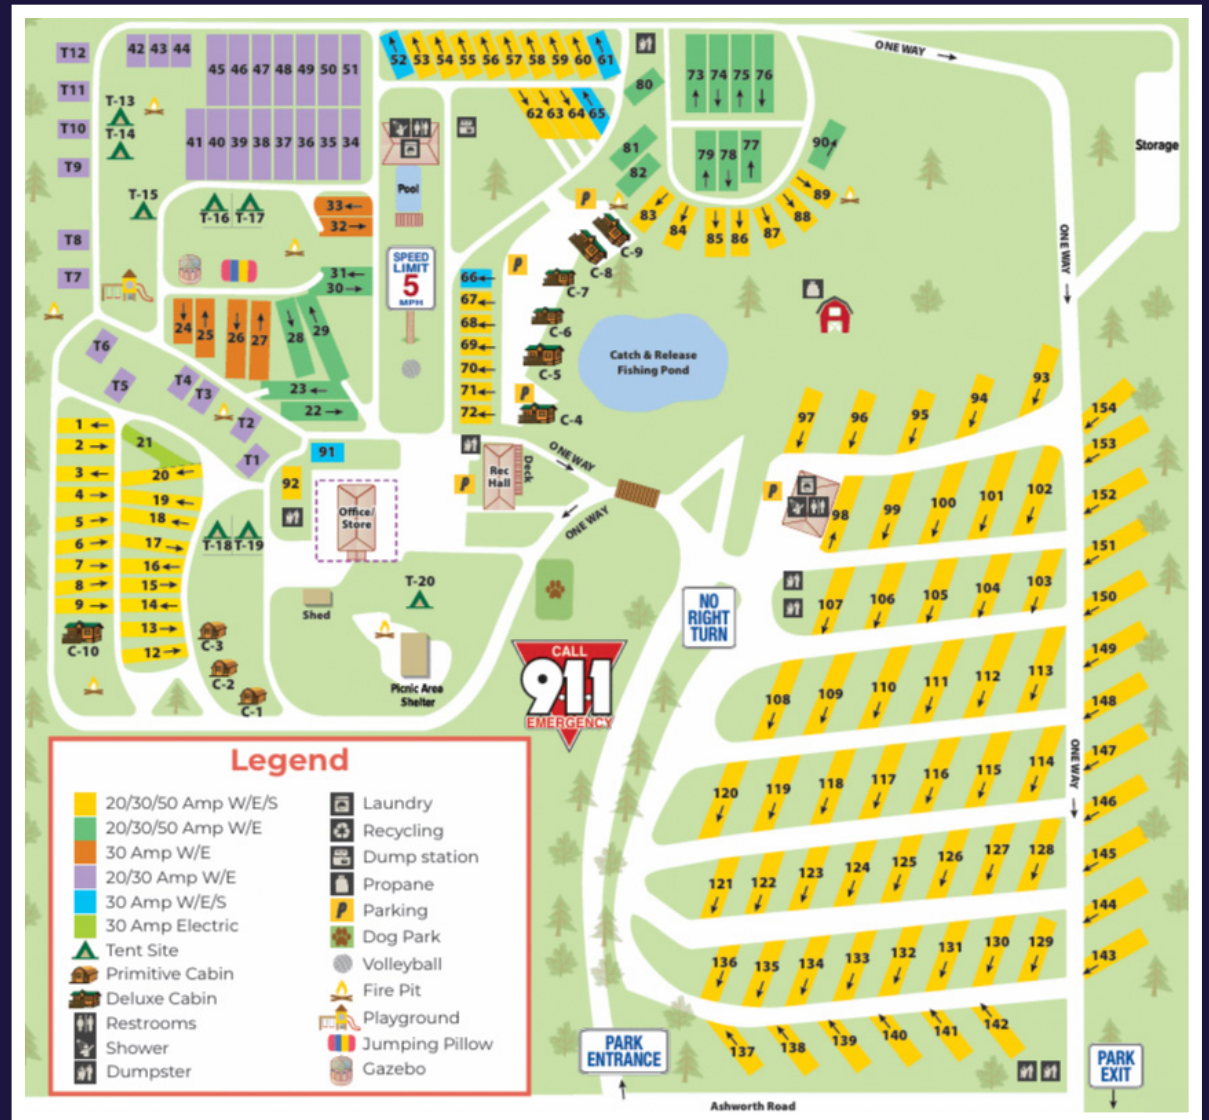 T12
42 43 44
45 46 47 48 49 50 51
52 53 54 55 56 57 58 59 60 61
80
73 74 75 76
ONE WAY
T11
T-13
62 63 64 65
T10
T-14
41 40 39 38 37 36 35 34
81
82
79 78 77
90
Storage
T9
T-15
T-16 T-17
33
32
Pool
P
83
84
85 86
87
88
89
T8
T7
31
30
SPEED
LIMIT
5
MPH
66
67
68
69
70
71
72
P
C-9
C-8
C-7
C-6
C-5
P
C-4
Catch & Release
Fishing Pond
ONE WAY
24 25 26 27
28
29
T6
T5
T4
T3
T2
T1
23
22
93
94
95
96
97
154
153
152
151
150
149
148
147
146
145
144
143
1
2
3
4
5
6
7
8
9
C-10
21
20
19
18
17
16
15
14
13
12
91
92
Office/
Store
Rec
Hall
Deck
P
ONE WAY
ONE WAY
P
98
99
100
101
102
T-18 T-19
C-3
C-2
C-1
Shed
T-20
Picnic Area
Shelter
NO
RIGHT
TURN
107
106
105
104
103
CALL
911
EMERGENCY
108
109
110
111
112
113
ONE WAY
120
119
118
117
116
115
114
121
122
123
124
125
126
127
128
136
135
134
133
132
131
130
129
137
138
139
140
141
142
PARK
ENTRANCE
PARK
EXIT
Ashworth Road
Legend
20/30/50 Amp W/E/S
20/30/50 Amp W/E
30 Amp W/E
20/30 Amp W/E
30 Amp W/E/S
30 Amp Electric
Tent Site
Primitive Cabin
Deluxe Cabin
Restrooms
Shower
Dumpster
Laundry
Recycling
Dump station
Propane
P Parking
Dog Park
Volleyball
Fire Pit
Playground
Jumping Pillow
Gazebo